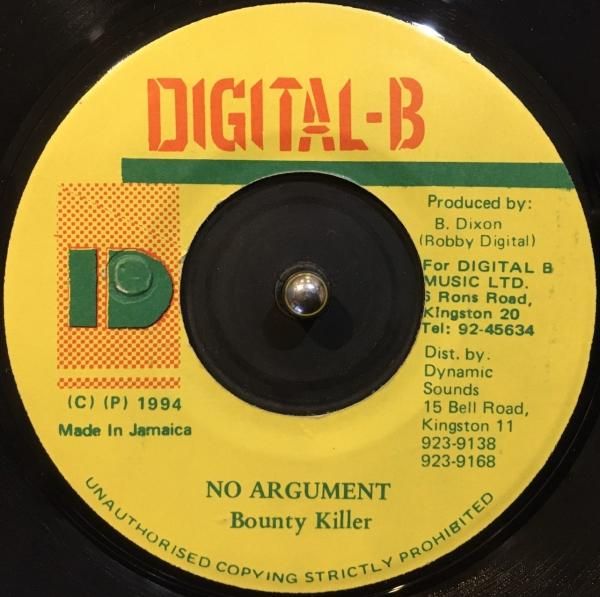 DIGITAL-B
Produced by:
B. Dixon
(Robby Digital)
For DIGITAL B
MUSIC LTD.
6 Rons Road,
Kingston 20
Tel: 92-45634
Dist. by.
Dynamic
Sounds
15 Bell Road,
Kingston 11
923-9138
923-9168
D
(C) (P) 1994
Made In Jamaica
NO ARGUMENT
Bounty Killer
UNAUTHORISED COPYING STRICTLY PROHIBITED